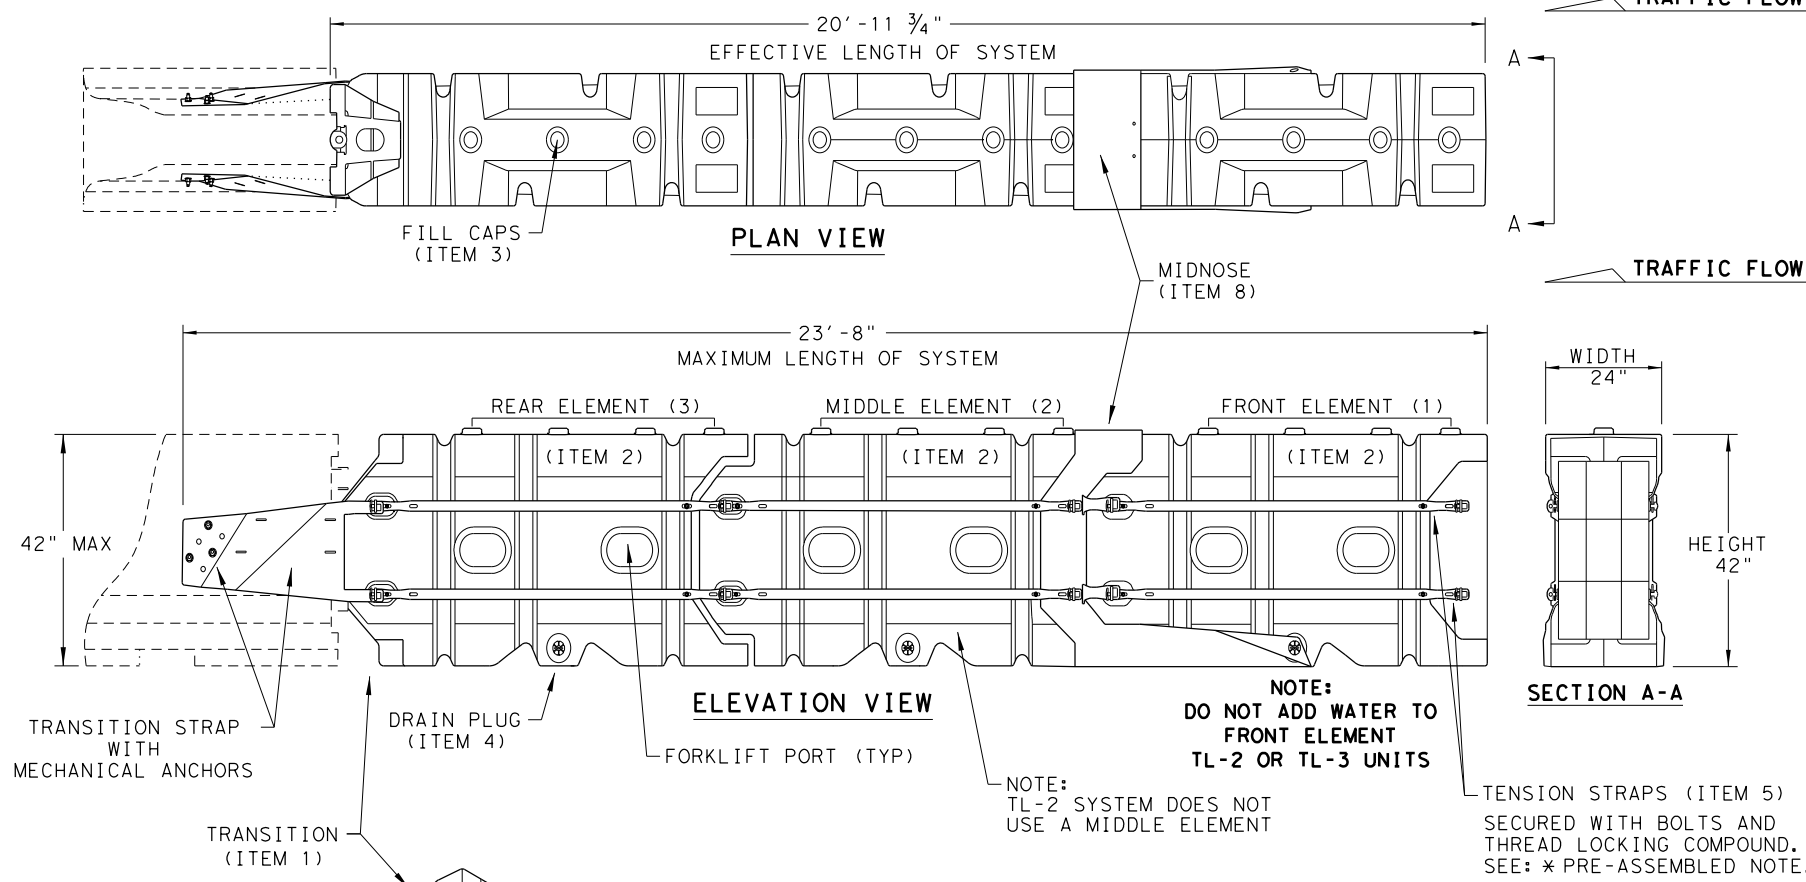 TRAFFIC FLOW
20'-11 ¾"
EFFECTIVE LENGTH OF SYSTEM
A
A
FILL CAPS
(ITEM 3)
PLAN VIEW
MIDNOSE
(ITEM 8)
TRAFFIC FLOW
23'-8"
MAXIMUM LENGTH OF SYSTEM
WIDTH
24"
REAR ELEMENT (3)
MIDDLE ELEMENT (2)
FRONT ELEMENT (1)
(ITEM 2)
(ITEM 2)
(ITEM 2)
42" MAX
HEIGHT
42"
ELEVATION VIEW
SECTION A-A
NOTE:
DO NOT ADD WATER TO
FRONT ELEMENT
TL-2 OR TL-3 UNITS
TRANSITION STRAP
WITH
MECHANICAL ANCHORS
DRAIN PLUG
(ITEM 4)
FORKLIFT PORT (TYP)
NOTE:
TL-2 SYSTEM DOES NOT
USE A MIDDLE ELEMENT
TENSION STRAPS (ITEM 5)
SECURED WITH BOLTS AND
THREAD LOCKING COMPOUND.
SEE: * PRE-ASSEMBLED NOTE.
TRANSITION
(ITEM 1)